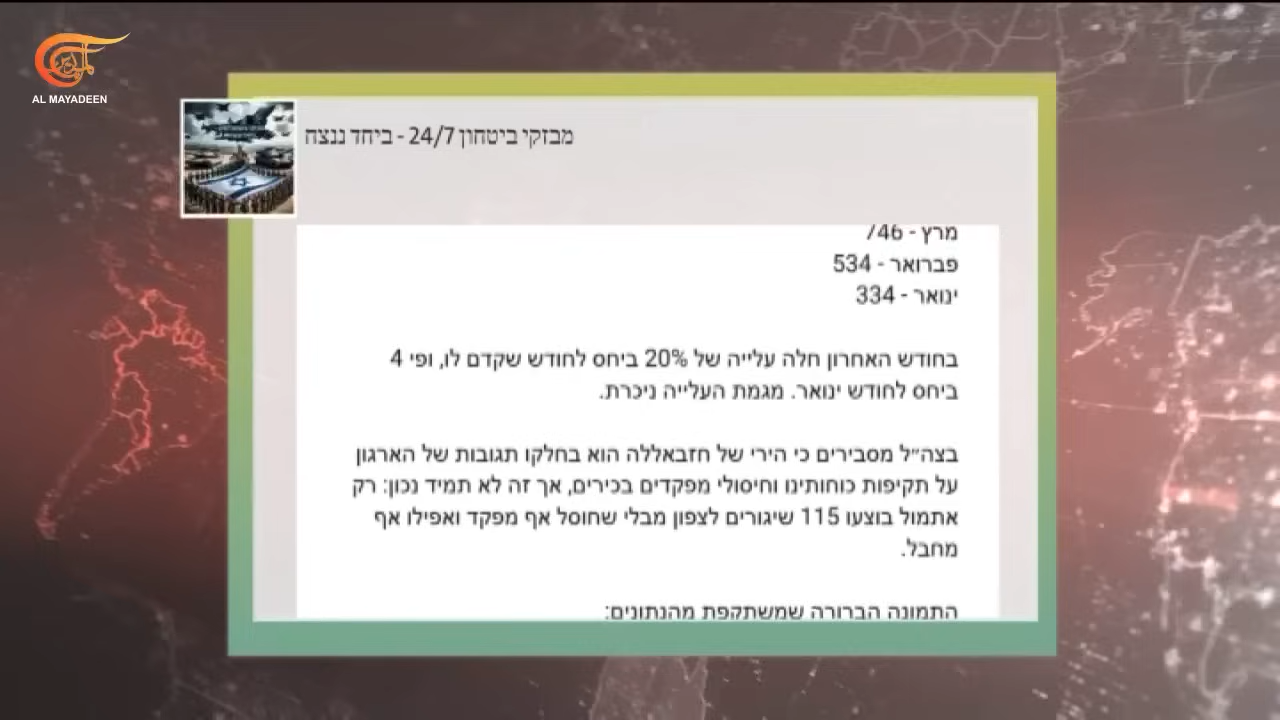 AL MAYADEEN
מבזקי ביטחון 24/7 - ביחד ננצח
מרץ - 746
פברואר - 534
ינואר - 334
בחודש האחרון חלה עלייה של 20% ביחס לחודש שקדם לו, ופי 4
ביחס לחודש ינואר. מגמת העלייה ניכרת.
בצה״ל מסבירים כי הירי של חזבאללה הוא בחלקו תגובות של הארגון
על תקיפות כוחותינו וחיסולי מפקדים בכירים, אך זה לא תמיד נכון: רק
אתמול בוצעו 115 שיגורים לצפון מבלי שחוסל אף מפקד ואפילו אף
מחבל.
התמונה הברורה שמשתקפת מהנתונים: